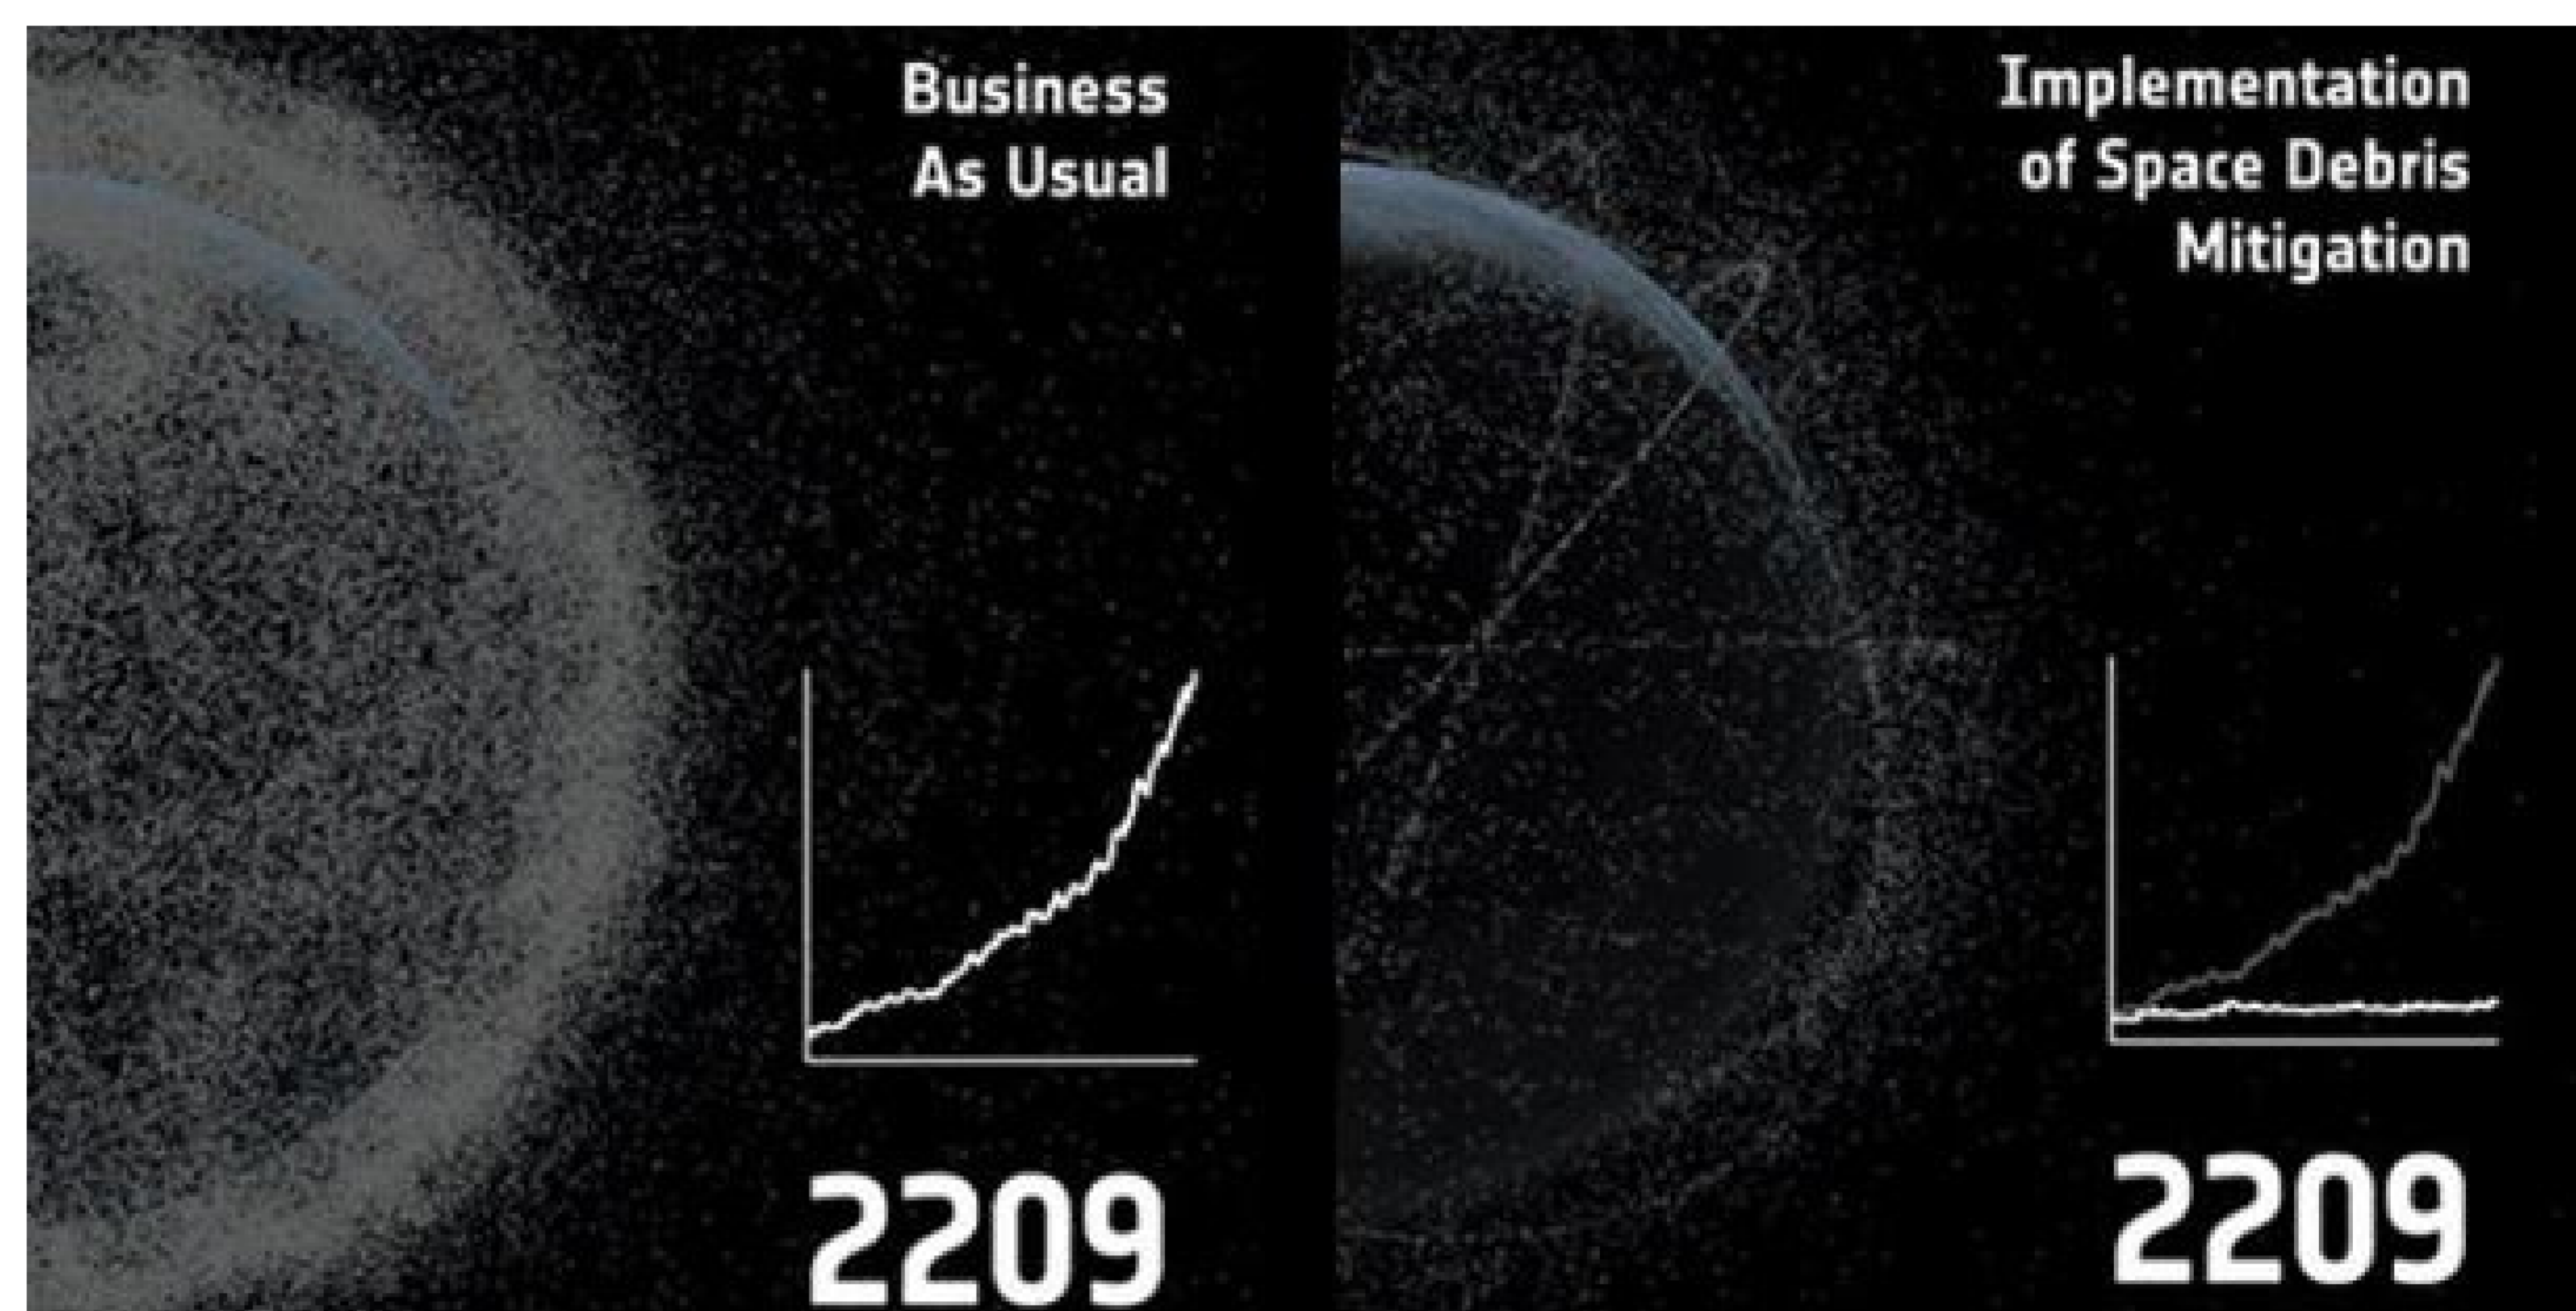 Business
As Usual
2209
Implementation
of Space Debris
Mitigation
2209